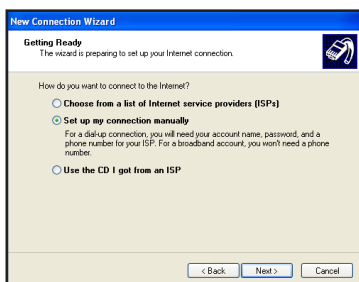 New Connection Wizard
Getting Ready
The wizard is preparing to set up your Internet connection.
How do you want to connect to the Internet?
Choose from a list of Internet service providers (ISPs)
Set up my connection manually
For a dial-up connection, you will need your account name, password, and a
phone number for your ISP. For a broadband account, you won't need a phone
number.
Use the CD I got from an ISP
< Back
Next >
Cancel